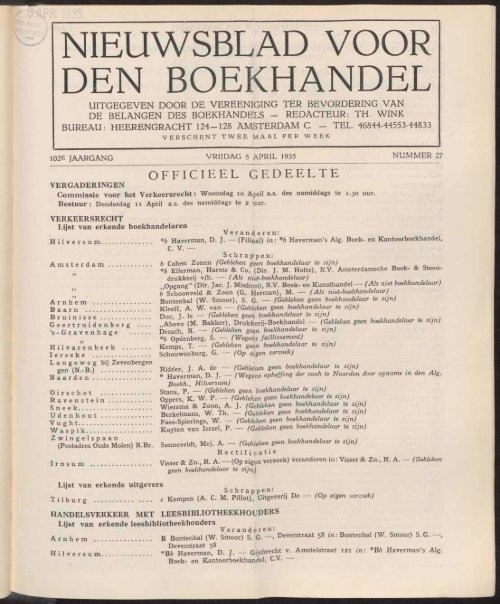 8 APR. 1935
NIEUWSBLAD VOOR
DEN BOEKHANDEL
UITGEGEVEN DOOR DE VEREENIGING TER BEVORDERING VAN
DE BELANGEN DES BOEKHANDELS — REDACTEUR: TH. WINK
BUREAU: HEERENGRACHT 124—128 AMSTERDAM C. — TEL. 46844-44553-44833
VERSCHIJNT TWEE MAAL PER WEEK
102E JAARGANG VRIJDAG 5 APRIL 1935 NUMMER 27
OFFICIEEL GEDEELTE
VERGADERINGEN
Commissie voor het Verkeersrecht: Woensdag 10 April a.s. des namiddags te 1.30 uur.
Bestuur: Donderdag 11 April a.s. des namiddags te 2 uur.
VERKEERSRECHT
Lijst van erkende boekhandelaren
Veranderen:
Hilversum............... *b Haverman, D. J. — (Filiaal) in: *b Haverman's Alg. Boek- en Kantoorboekhandel,
C. V. —
Schrappen:
Amsterdam............... b Cohen Zonen (Gebleken geen boekhandelaar te zijn)
„ *b Ellerman, Harms & Co. (Dir. J. M. Holtz), N.V. Amsterdamsche Boek- & Steen-
drukkerij v/h. — (Als niet-boekhandelaar)
„ „Opgang" (Dir. Jac. J. Misdom), N.V. Boek- en Kunsthandel — (Als niet boekhandelaar)
„ b Schoonveld & Zoon (G. Herman), M. — (Als niet-boekhandelaar)
Arnhem................. Bontenbal (W. Smoor), S. G. — (Gebleken geen boekhandelaar te zijn)
Baarn.................. Kleeff, A. W. van — (Gebleken geen boekhandelaar te zijn)
Bruinisse.............. Doe, J. le (Gebleken geen boekhandelaar te zijn)
Geertruidenberg .... „Abovo (M. Bakker), Drukkerij-Boekhandel — (Gebleken geen boekhandelaar te zijn)
's-Gravenhage Dresch, N. — (Gebleken geen boekhandelaar te zijn)
„ *b Opdenberg, S. — (Wegens faillissement)
Hilvarenbeek .......... Kemps, T. — (Gebleken geen boekhandelaar te zijn)
Ierseke ............... Schouwenburg, G. — (Op eigen verzoek)
Langeweg bij Zevenbergen
gen (N.-B.) Ridder, J. A. de — (Gebleken geen boekhandelaar te zijn)
Naarden................ * Haverman, D. J. — (Wegens opheffing der zaak te Naarden door opname in den Alg.
Boekh., Hilversum)
Oirschot .............. Stans, P. — (Gebleken geen boekhandelaar te zijn)
Ravenstein............. Oppers, K. W. P. — (Gebleken geen boekhandelaar te zijn)
Sneek.................. Wiersma & Zoon, A. J. (Gebleken geen boekhandelaar te zijn)
Udenhout............... Berkelmans, W. Th. — (Gebleken geen boekhandelaar te zijn)
Vught.................. Faes-Spierings, W. — (Gebleken geen boekhandelaar te zijn)
Waspik................. Kuyten van Iersel, P. — (Gebleken geen boekhandelaar te zijn)
Zwingelspaan
(Postadres Oude Molen) N.Br. Sonneveldt, Mej. A. — (Gebleken geen boekhandelaar te zijn)
Rectificatie
Irnsum ................ Visser & Zn., R. A. — (Op eigen verzoek) veranderen in: Visser & Zn., R. A. — (Gebleken
geen boekhandelaar te zijn)
Lijst van erkende uitgevers
Schrappen:
Tilburg ............... c Kempen (A. C. M. Pillot), Uitgeverij De — (Op eigen verzoek)
HANDELSVERKEER MET LEESBIBLIOTHEEKHOUDERS
Lijst van erkende leesbibliotheekhouders
Veranderen:
Arnhem ................ B Bontenbal (W. Smoor) S. G. —, Deverstraat 58 in: Bontenbal (W. Smoor) S. G. —,
Deverstraat 58
Hilversum.............. *Bb Haverman, D. J. — Gijsbrecht v. Amstelstraat 121 in: *Bb Haverman's Alg.
Boek- en Kantoorboekhandel, C.V. —